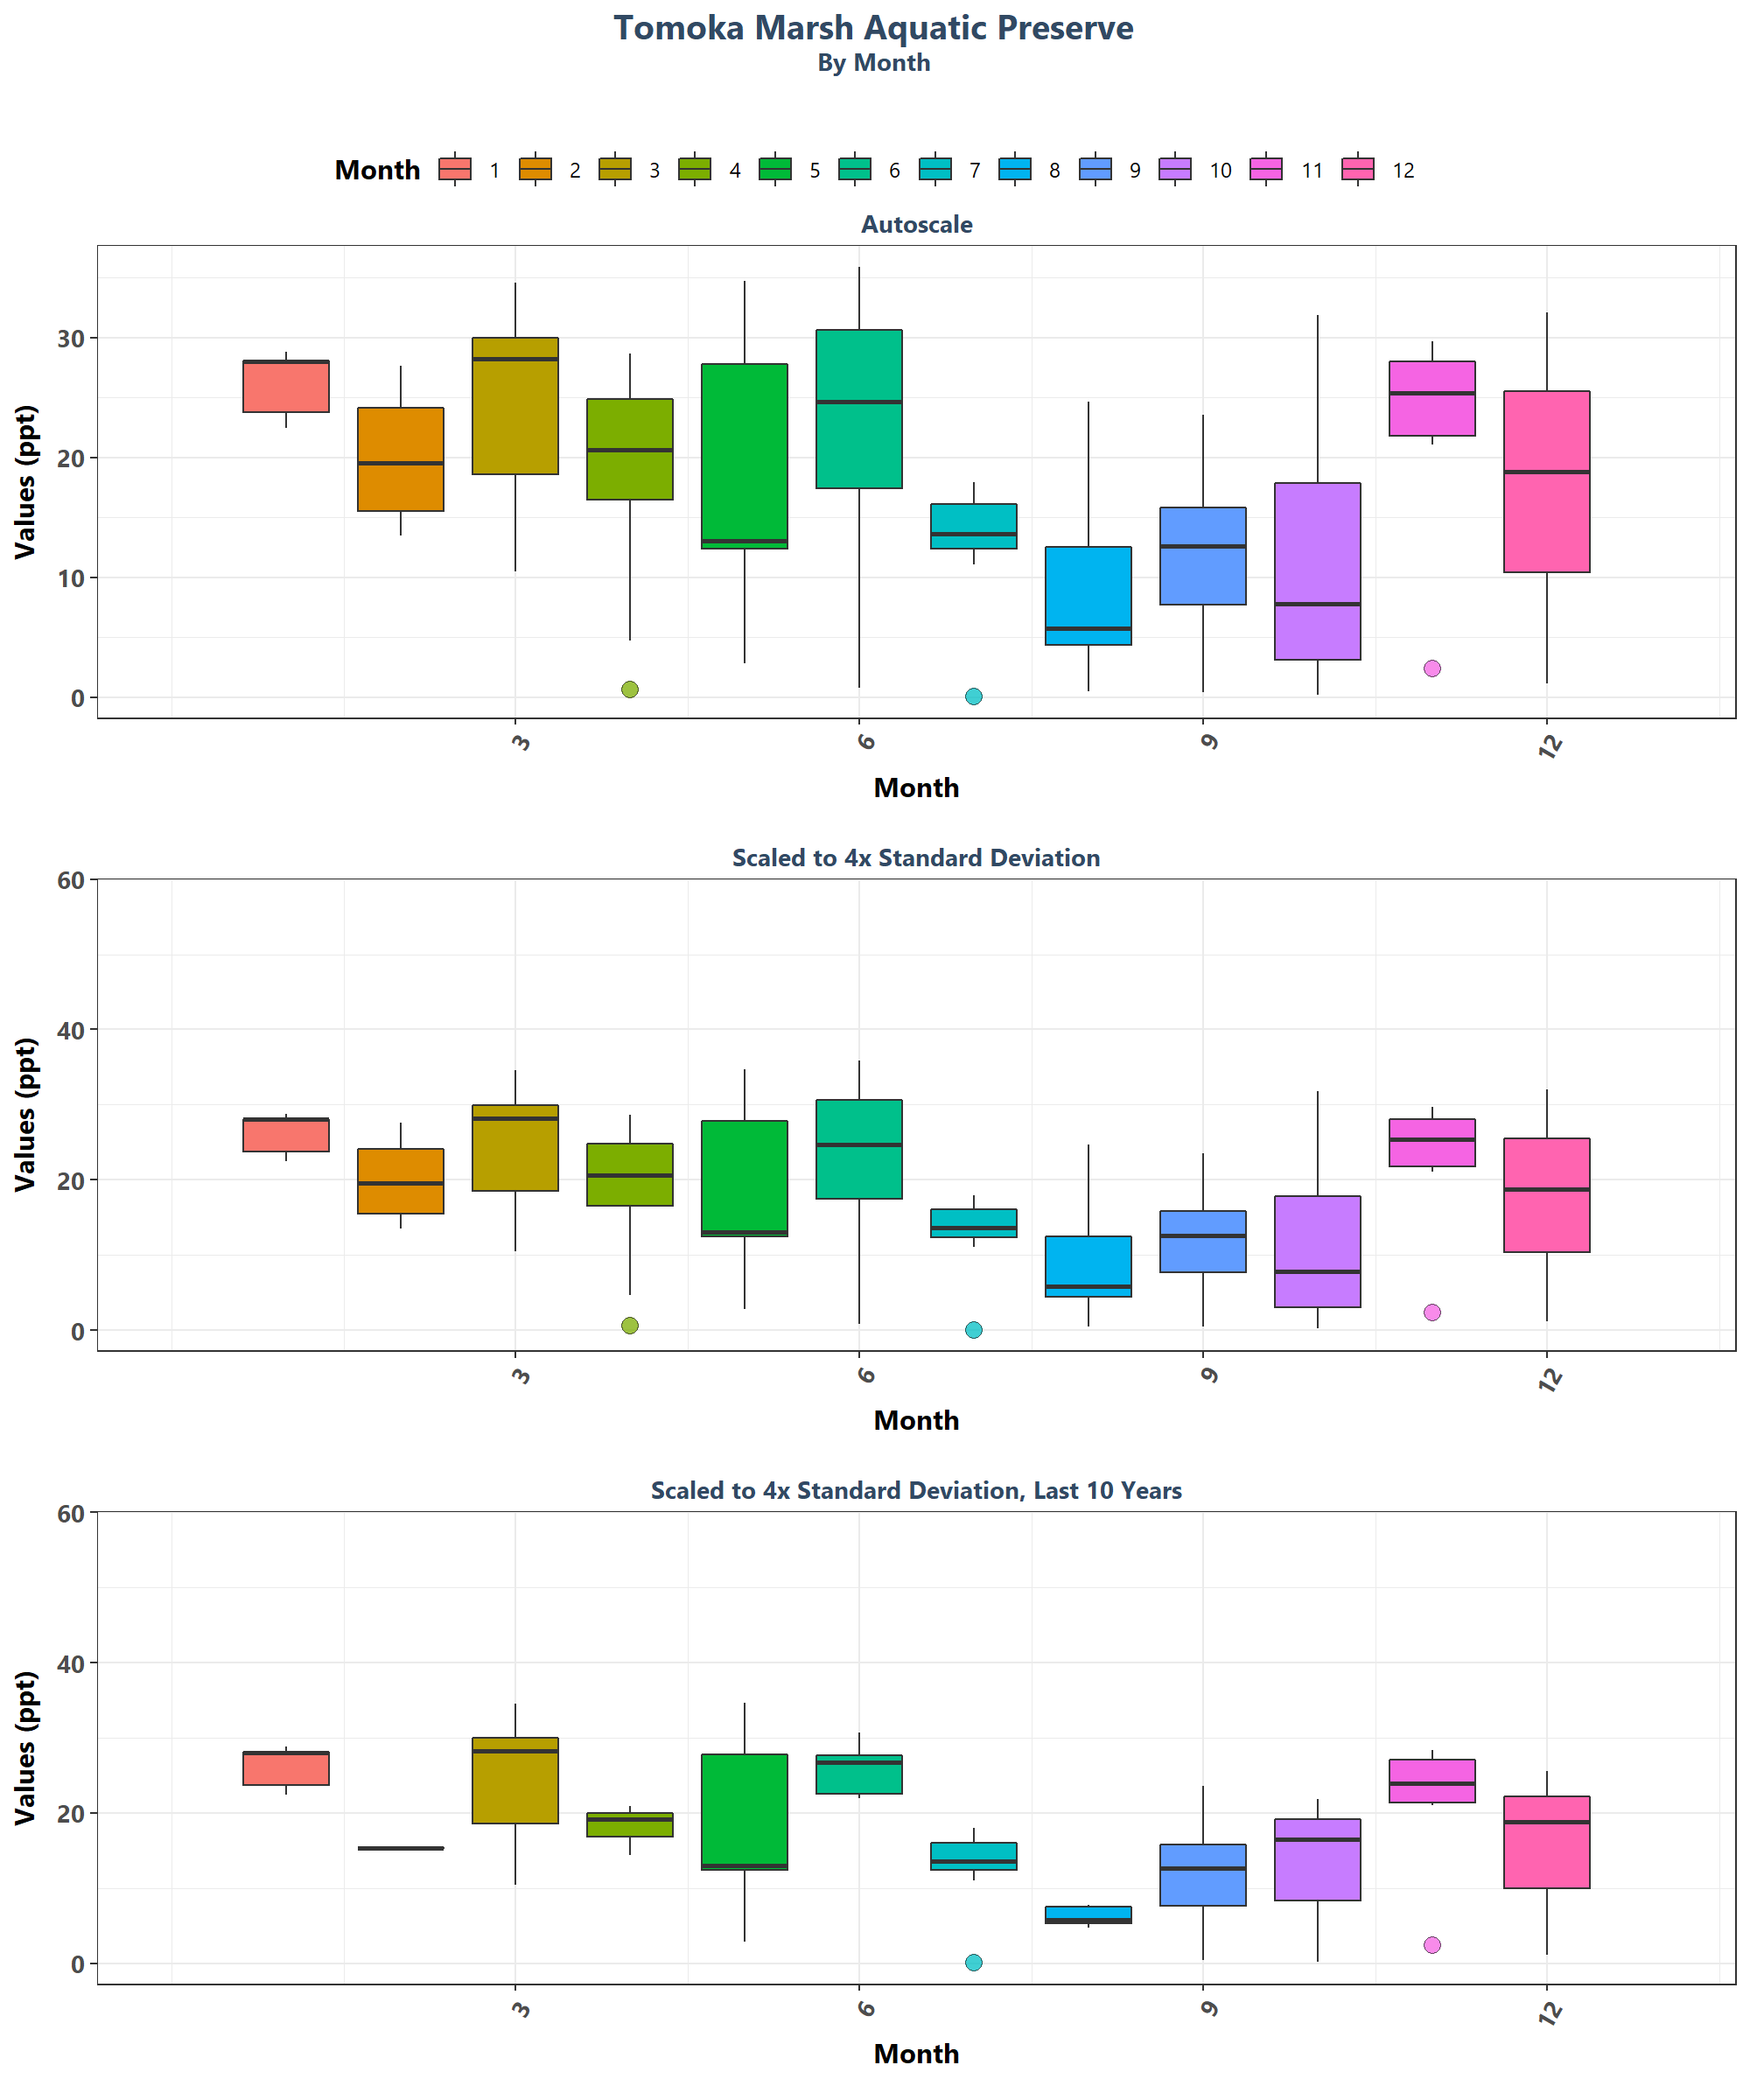 Tomoka Marsh Aquatic Preserve
By Month
Month 1 2 3 4 5 6 7 8 9 10 11 12
Autoscale
Values (ppt)
30
20
10
0
3 6 9 12
Month
Scaled to 4x Standard Deviation
Values (ppt)
60
40
20
0
3 6 9 12
Month
Scaled to 4x Standard Deviation, Last 10 Years
Values (ppt)
60
40
20
0
3 6 9 12
Month